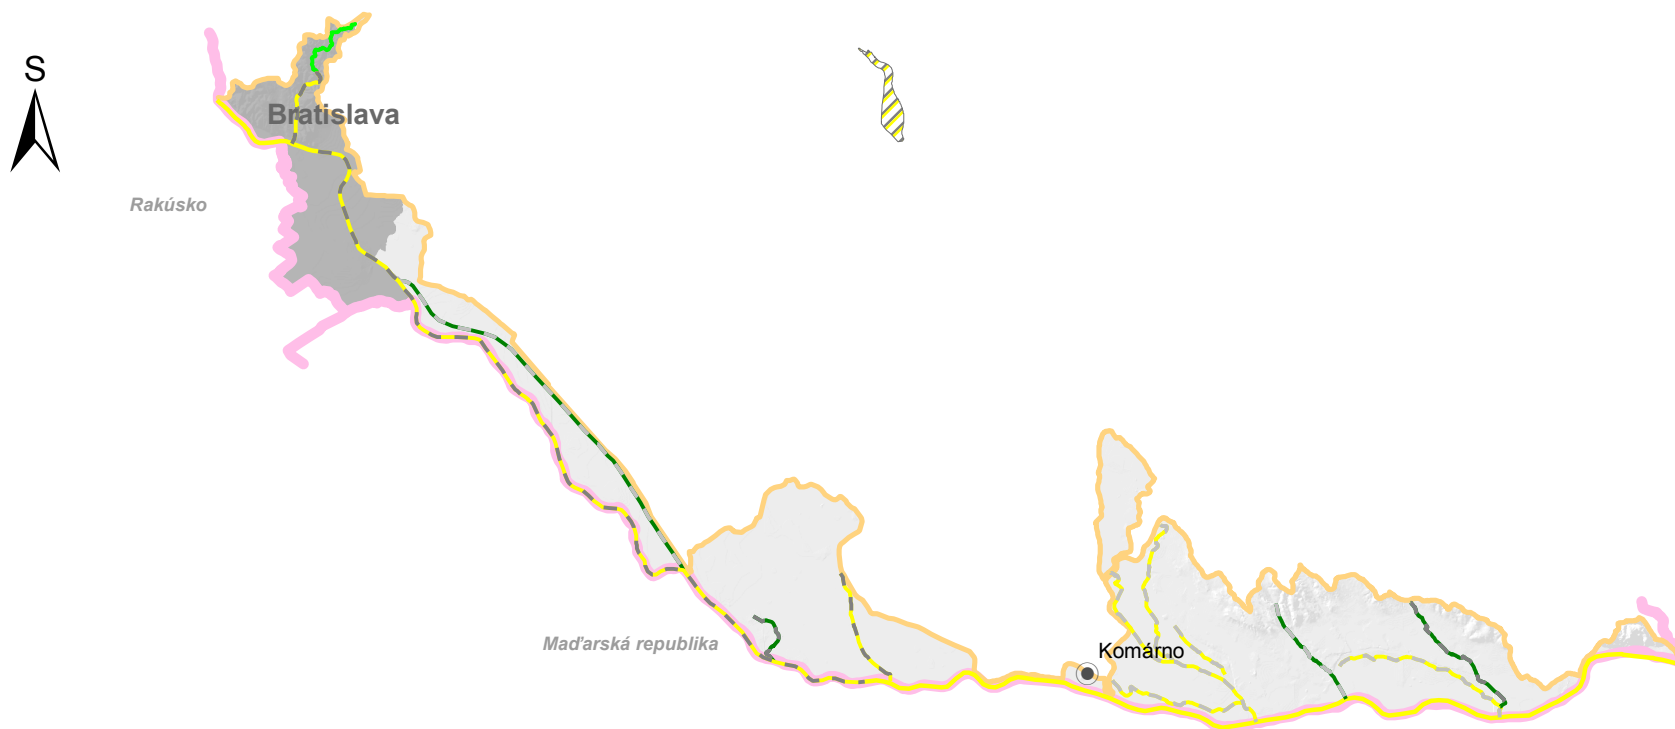 S
Bratislava
Rakúsko
Maďarská republika
Komárno